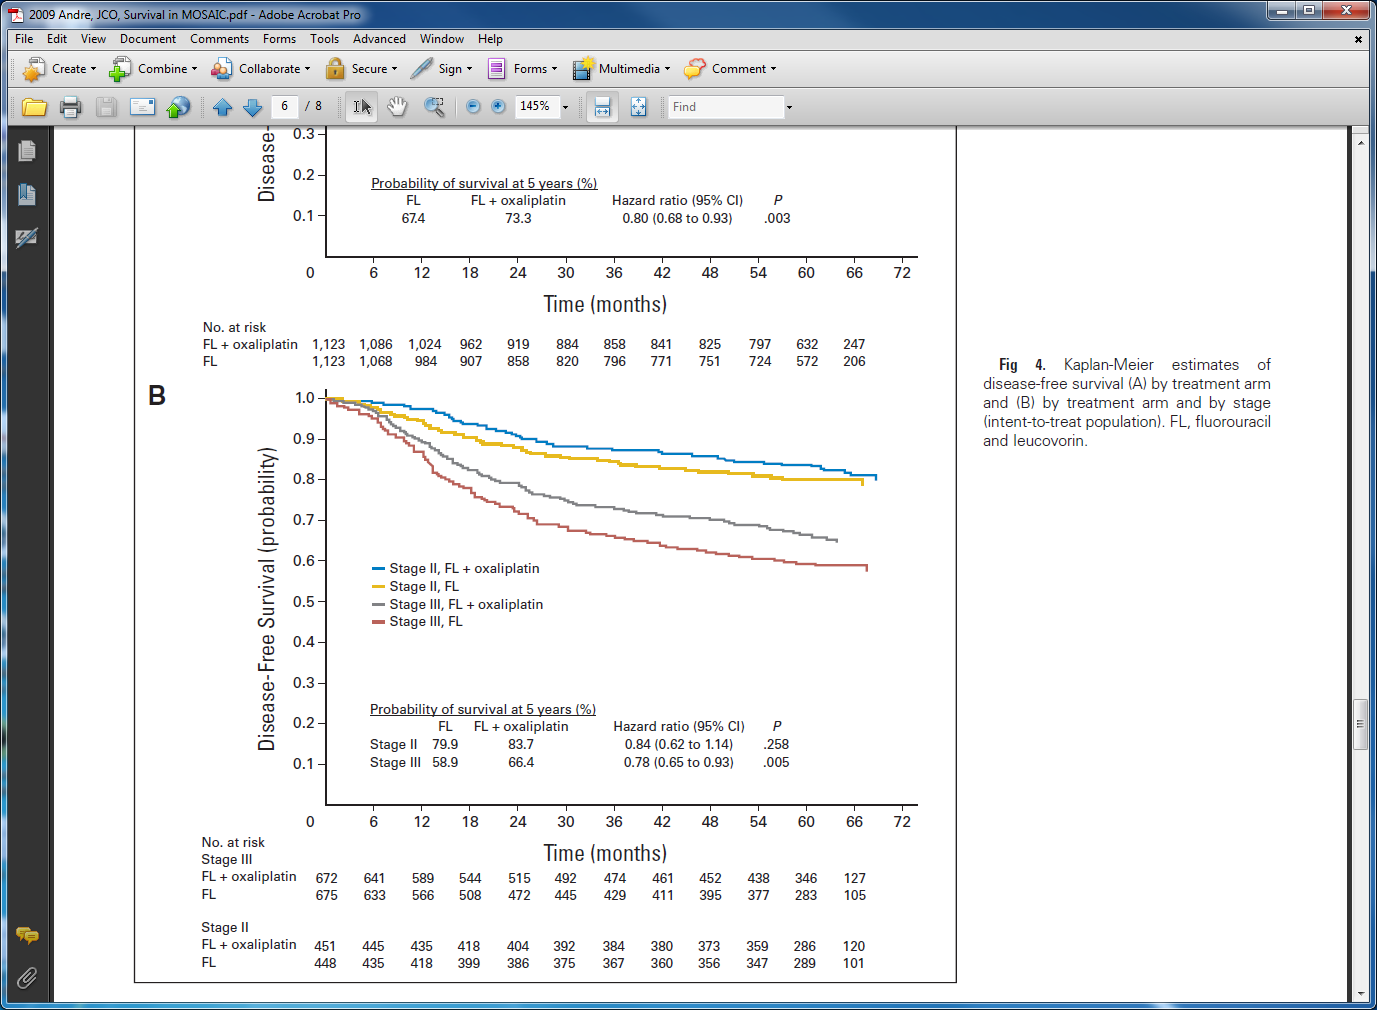 2009 Andre, JCO, Survival in MOSAIC.pdf - Adobe Acrobat Pro
File Edit View Document Comments Forms Tools Advanced Window Help
Create Combine Collaborate Secure Sign Forms Multimedia Comment
6 / 8 145% Find
Disease-
0.3
0.2
0.1
Probability of survival at 5 years (%)
FL FL + oxaliplatin Hazard ratio (95% CI) P
67.4 73.3 0.80 (0.68 to 0.93) .003
0 6 12 18 24 30 36 42 48 54 60 66 72
Time (months)
No. at risk
FL + oxaliplatin 1,123 1,086 1,024 962 919 884 858 841 825 797 632 247
FL 1,123 1,068 984 907 858 820 796 771 751 724 572 206
Fig 4. Kaplan-Meier estimates of
disease-free survival (A) by treatment arm
and (B) by treatment arm and by stage
(intent-to-treat population). FL, fluorouracil
and leucovorin.
B
Disease-Free Survival (probability)
1.0
0.9
0.8
0.7
0.6
0.5
0.4
0.3
0.2
0.1
Stage II, FL + oxaliplatin
Stage II, FL
Stage III, FL + oxaliplatin
Stage III, FL
Probability of survival at 5 years (%)
FL FL + oxaliplatin Hazard ratio (95% CI) P
Stage II 79.9 83.7 0.84 (0.62 to 1.14) .258
Stage III 58.9 66.4 0.78 (0.65 to 0.93) .005
0 6 12 18 24 30 36 42 48 54 60 66 72
Time (months)
No. at risk
Stage III
FL + oxaliplatin 672 641 589 544 515 492 474 461 452 438 346 127
FL 675 633 566 508 472 445 429 411 395 377 283 105
Stage II
FL + oxaliplatin 451 445 435 418 404 392 384 380 373 359 286 120
FL 448 435 418 399 386 375 367 360 356 347 289 101